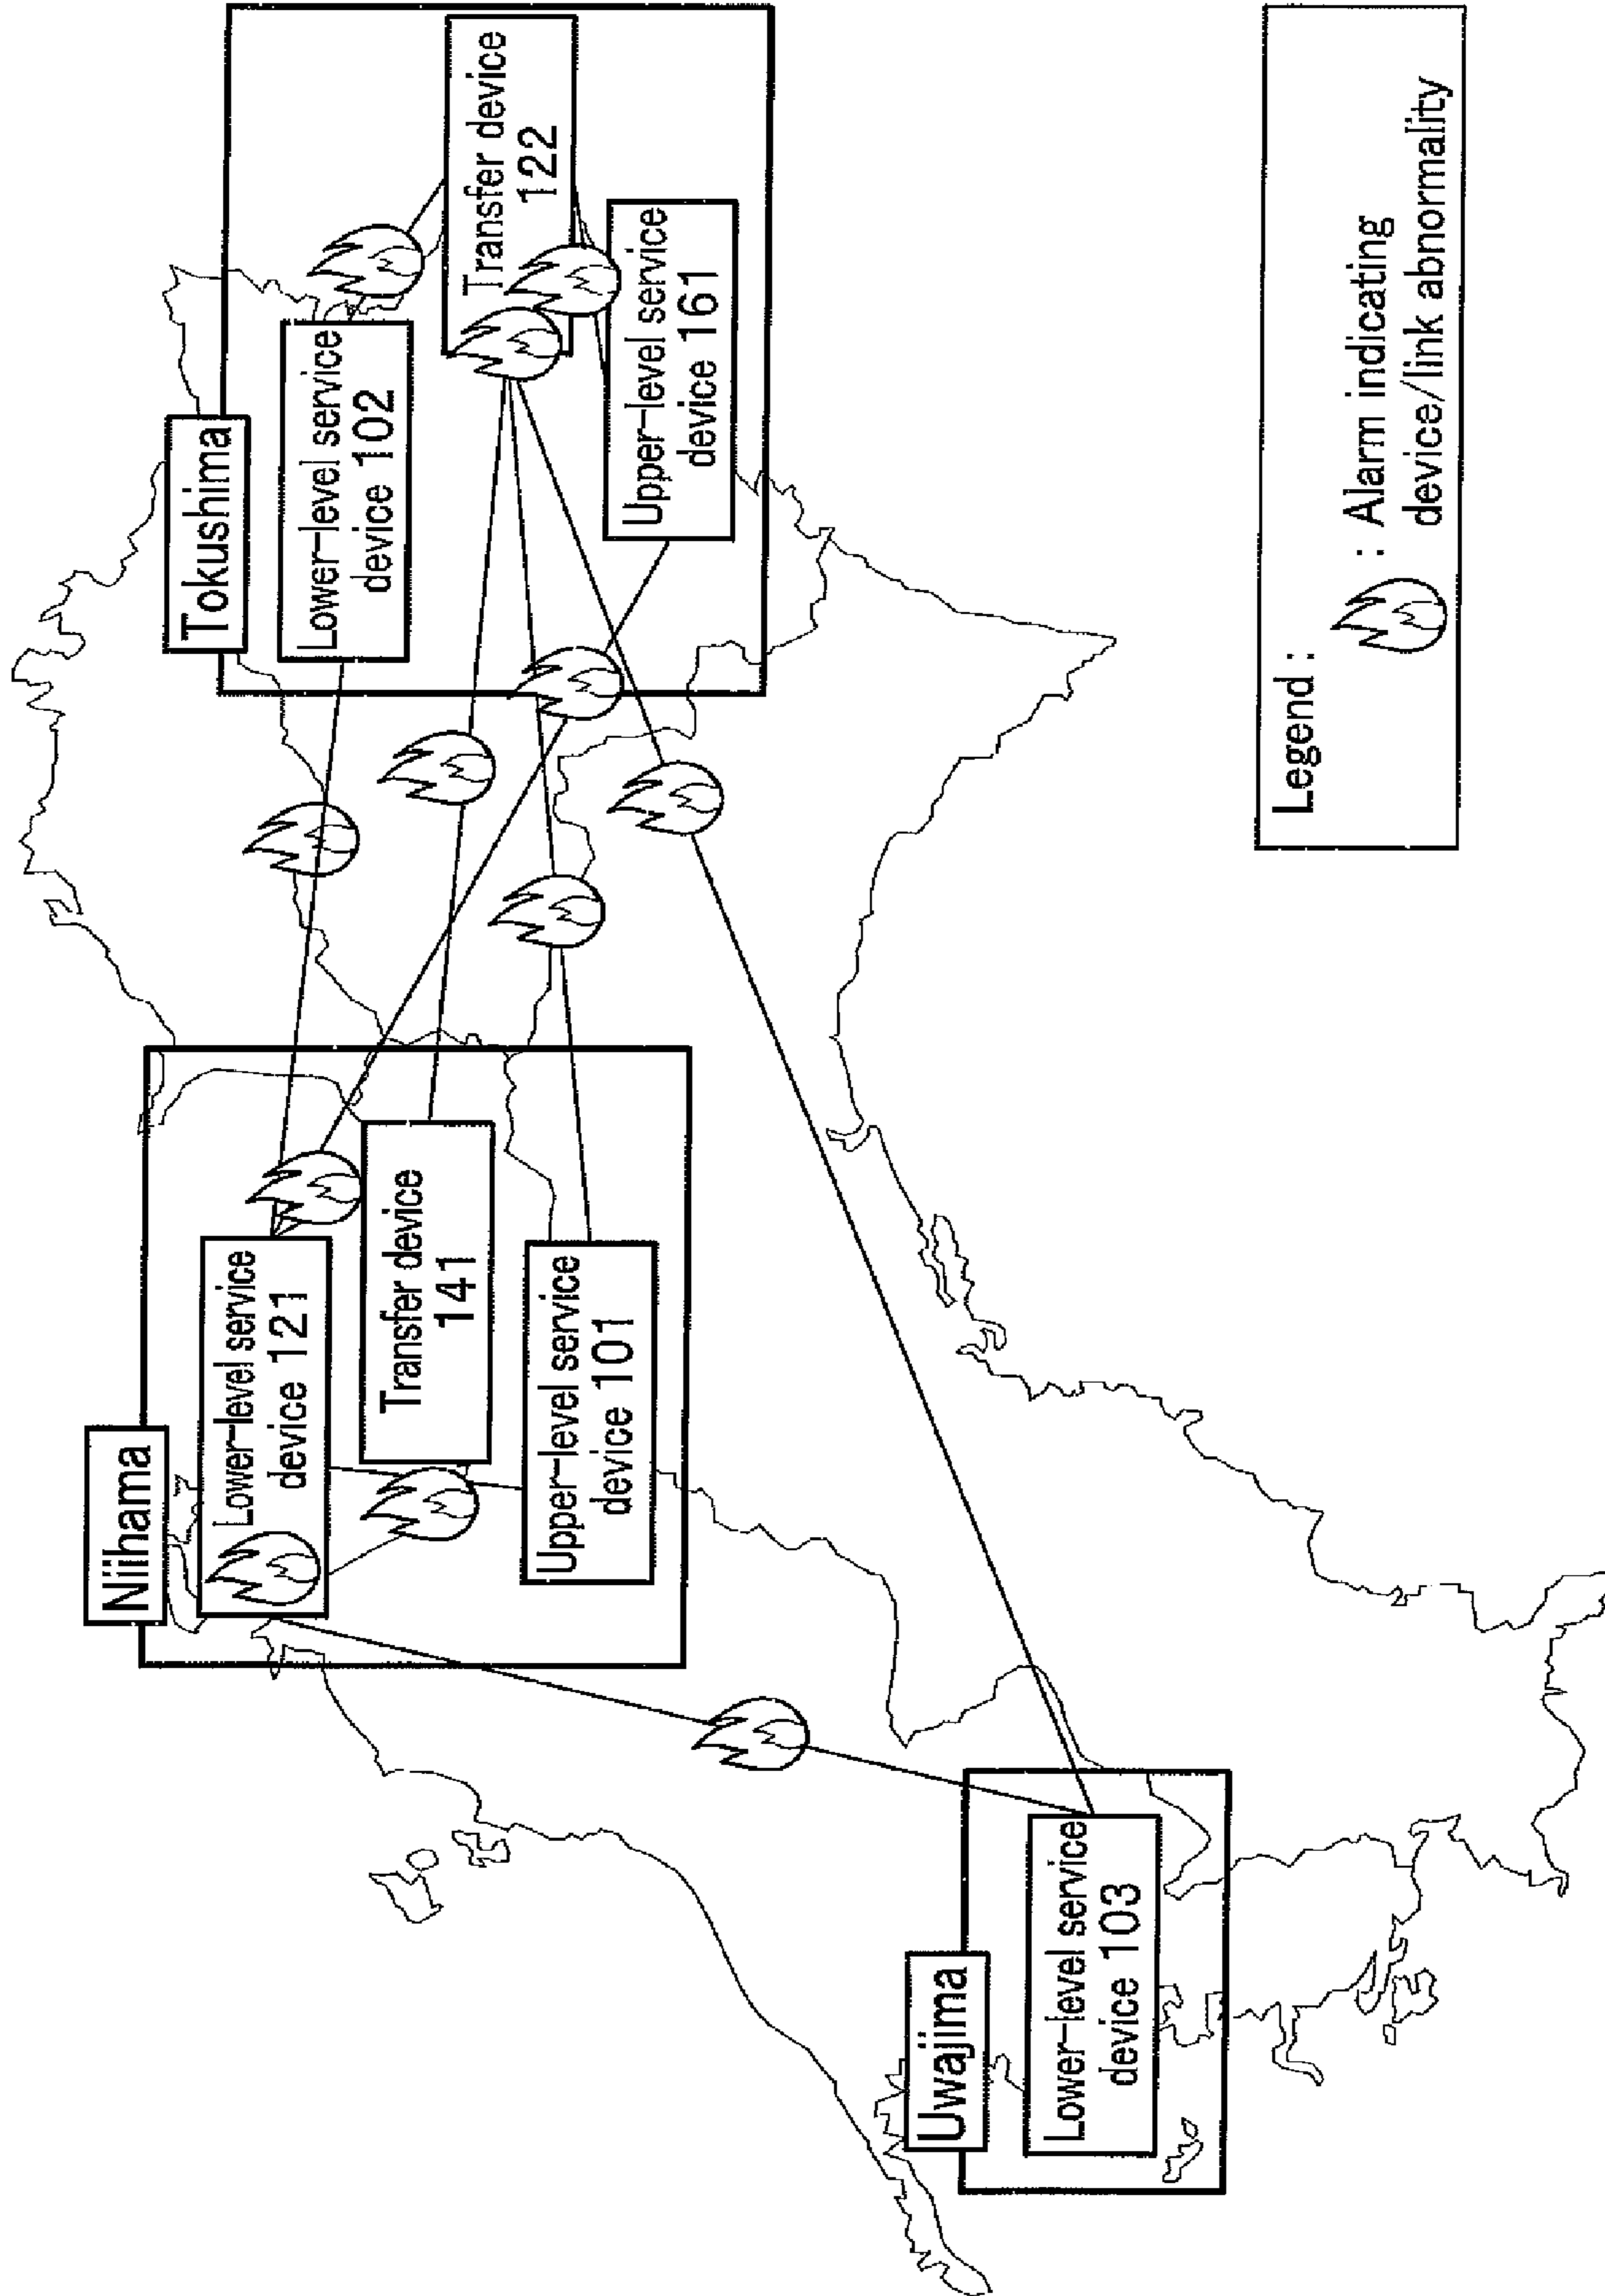 Niihama
Lower-level service
device 121
Transfer device
141
Upper-level service
device 101
Tokushima
Lower-level service
device 102
Transfer device
122
Upper-level service
device 161
Uwajima
Lower-level service
device 103
Legend :
: Alarm indicating
device/link abnormality